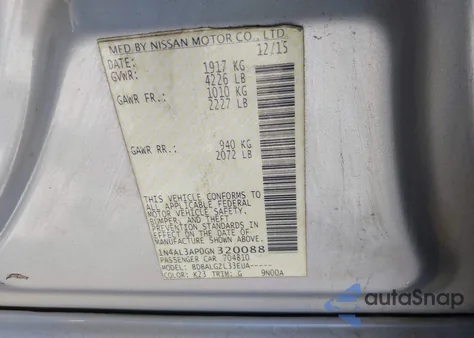 MFD BY NISSAN MOTOR CO., LTD.
DATE: 12/15
GVWR: 1917 KG
4226 LB
GAWR FR.: 1010 KG
2227 LB
GAWR RR.: 940 KG
2072 LB
THIS VEHICLE CONFORMS TO
ALL APPLICABLE FEDERAL
MOTOR VEHICLE SAFETY,
BUMPER, AND THEFT
PREVENTION STANDARDS IN
EFFECT ON THE DATE OF
MANUFACTURE SHOWN ABOVE.
1N4AL3AP0GN320088
PASSENGER CAR 704810
MODEL: BDBALGZL33EUA-----
COLOR: K23 TRIM: G 9N00A
AutoSnap